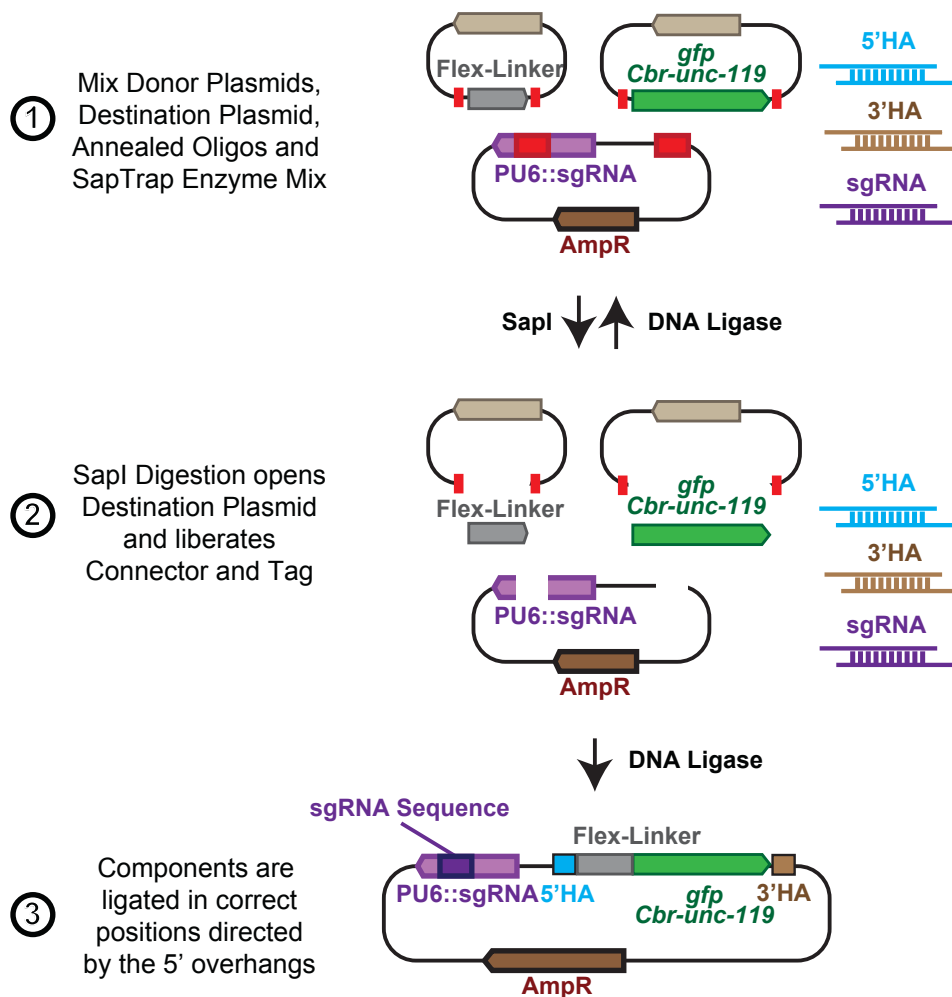 1
Mix Donor Plasmids,
Destination Plasmid,
Annealed Oligos and
SapTrap Enzyme Mix
Flex-Linker
gfp
Cbr-unc-119
PU6::sgRNA
AmpR
5’HA
3’HA
sgRNA
SapI
DNA Ligase
2
SapI Digestion opens
Destination Plasmid
and liberates
Connector and Tag
Flex-Linker
gfp
Cbr-unc-119
PU6::sgRNA
AmpR
5’HA
3’HA
sgRNA
DNA Ligase
3
Components are
ligated in correct
positions directed
by the 5’ overhangs
sgRNA Sequence
Flex-Linker
PU6::sgRNA
5’HA
gfp
Cbr-unc-119
3’HA
AmpR